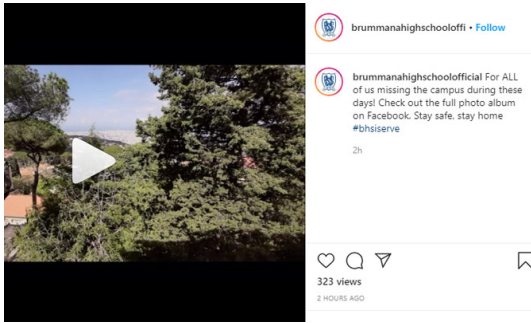 brummanahighschooloffi • Follow
brummanahighschoolofficial For ALL
of us missing the campus during these
days! Check out the full photo album
on Facebook. Stay safe, stay home
#bhsiserve
2h
323 views
2 HOURS AGO